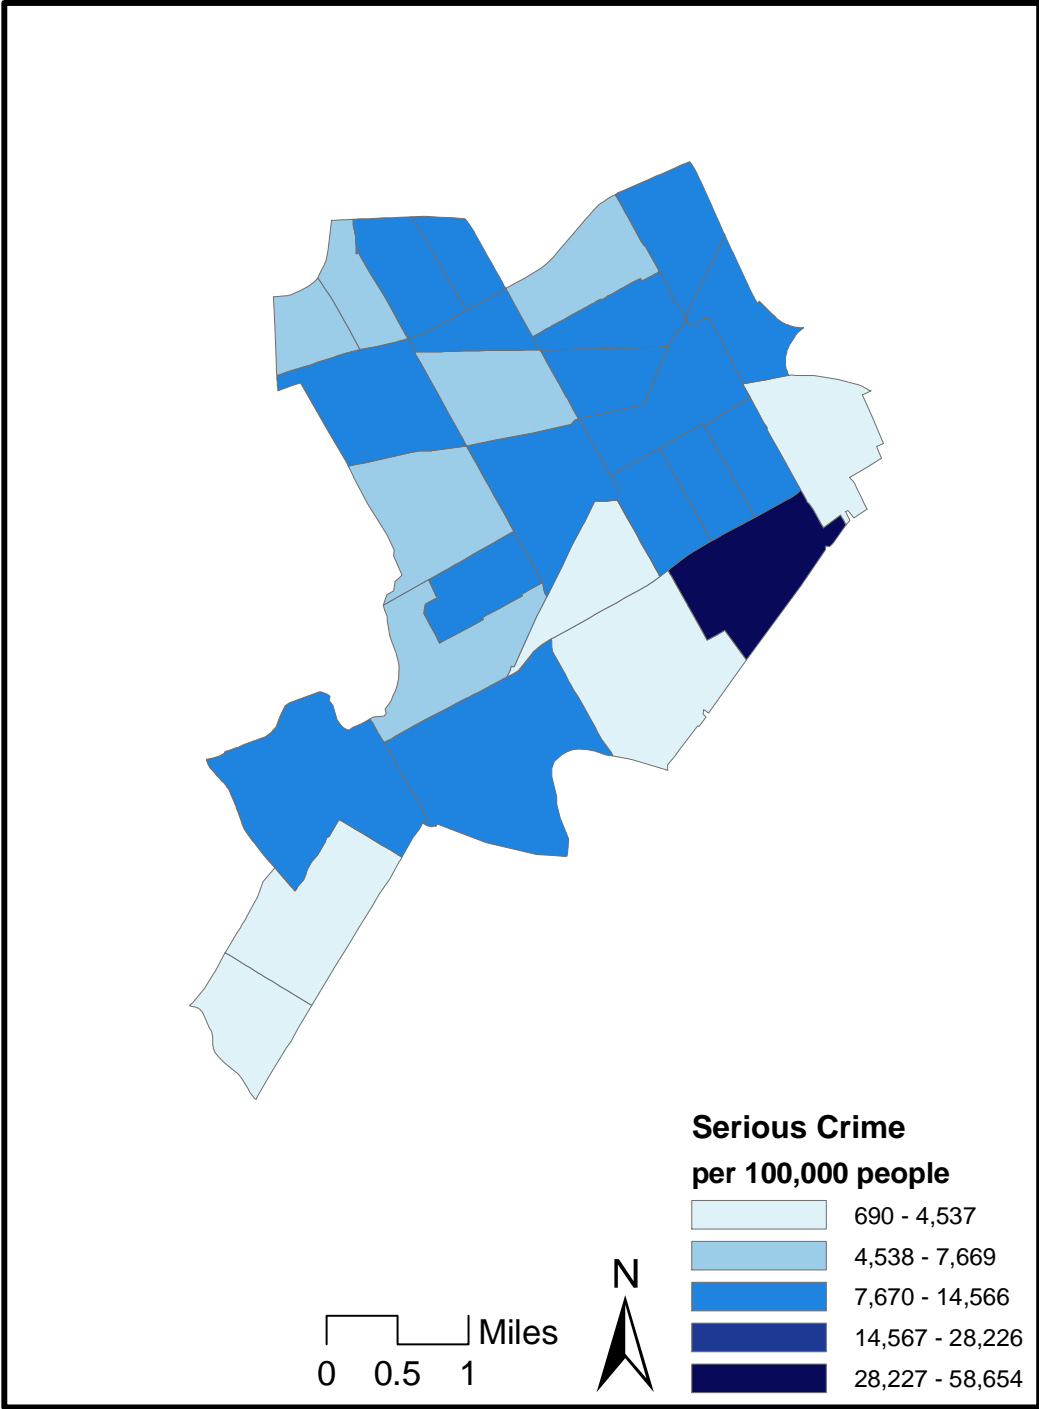 Serious Crime
per 100,000 people
690 - 4,537
4,538 - 7,669
7,670 - 14,566
14,567 - 28,226
28,227 - 58,654
N
Miles
0 0.5 1